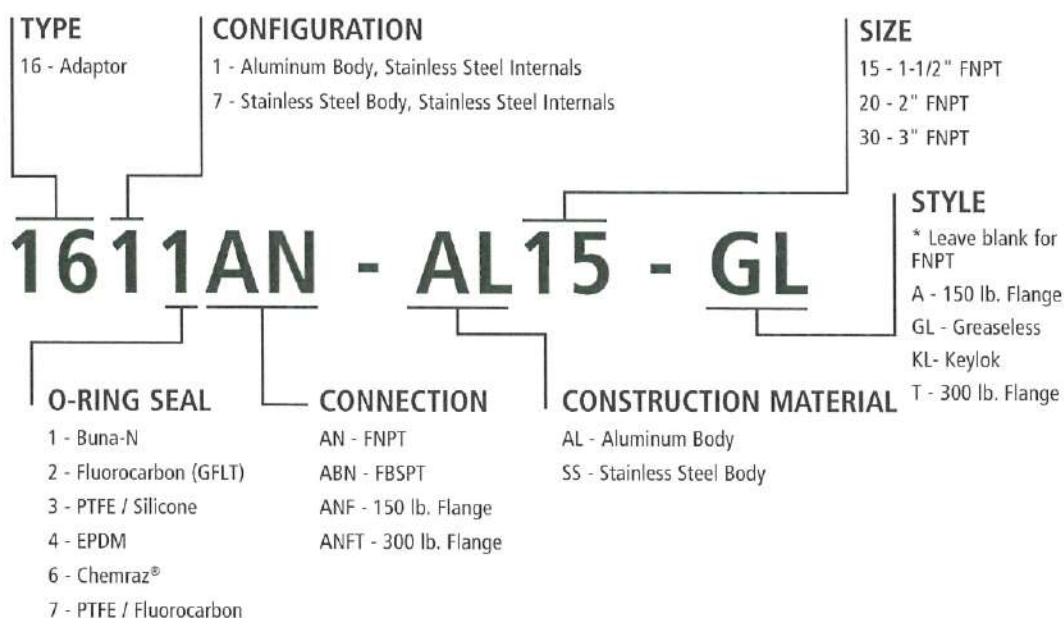 TYPE
16 - Adaptor
CONFIGURATION
1 - Aluminum Body, Stainless Steel Internals
7 - Stainless Steel Body, Stainless Steel Internals
SIZE
15 - 1-1/2" FNPT
20 - 2" FNPT
30 - 3" FNPT
1611AN - AL15 - GL
STYLE
* Leave blank for
FNPT
A - 150 lb. Flange
GL - Greaseless
KL- Keylok
T - 300 lb. Flange
O-RING SEAL
1 - Buna-N
2 - Fluorocarbon (GFLT)
3 - PTFE / Silicone
4 - EPDM
6 - Chemraz®
7 - PTFE / Fluorocarbon
CONNECTION
AN - FNPT
ABN - FBSPT
ANF - 150 lb. Flange
ANFT - 300 lb. Flange
CONSTRUCTION MATERIAL
AL - Aluminum Body
SS - Stainless Steel Body